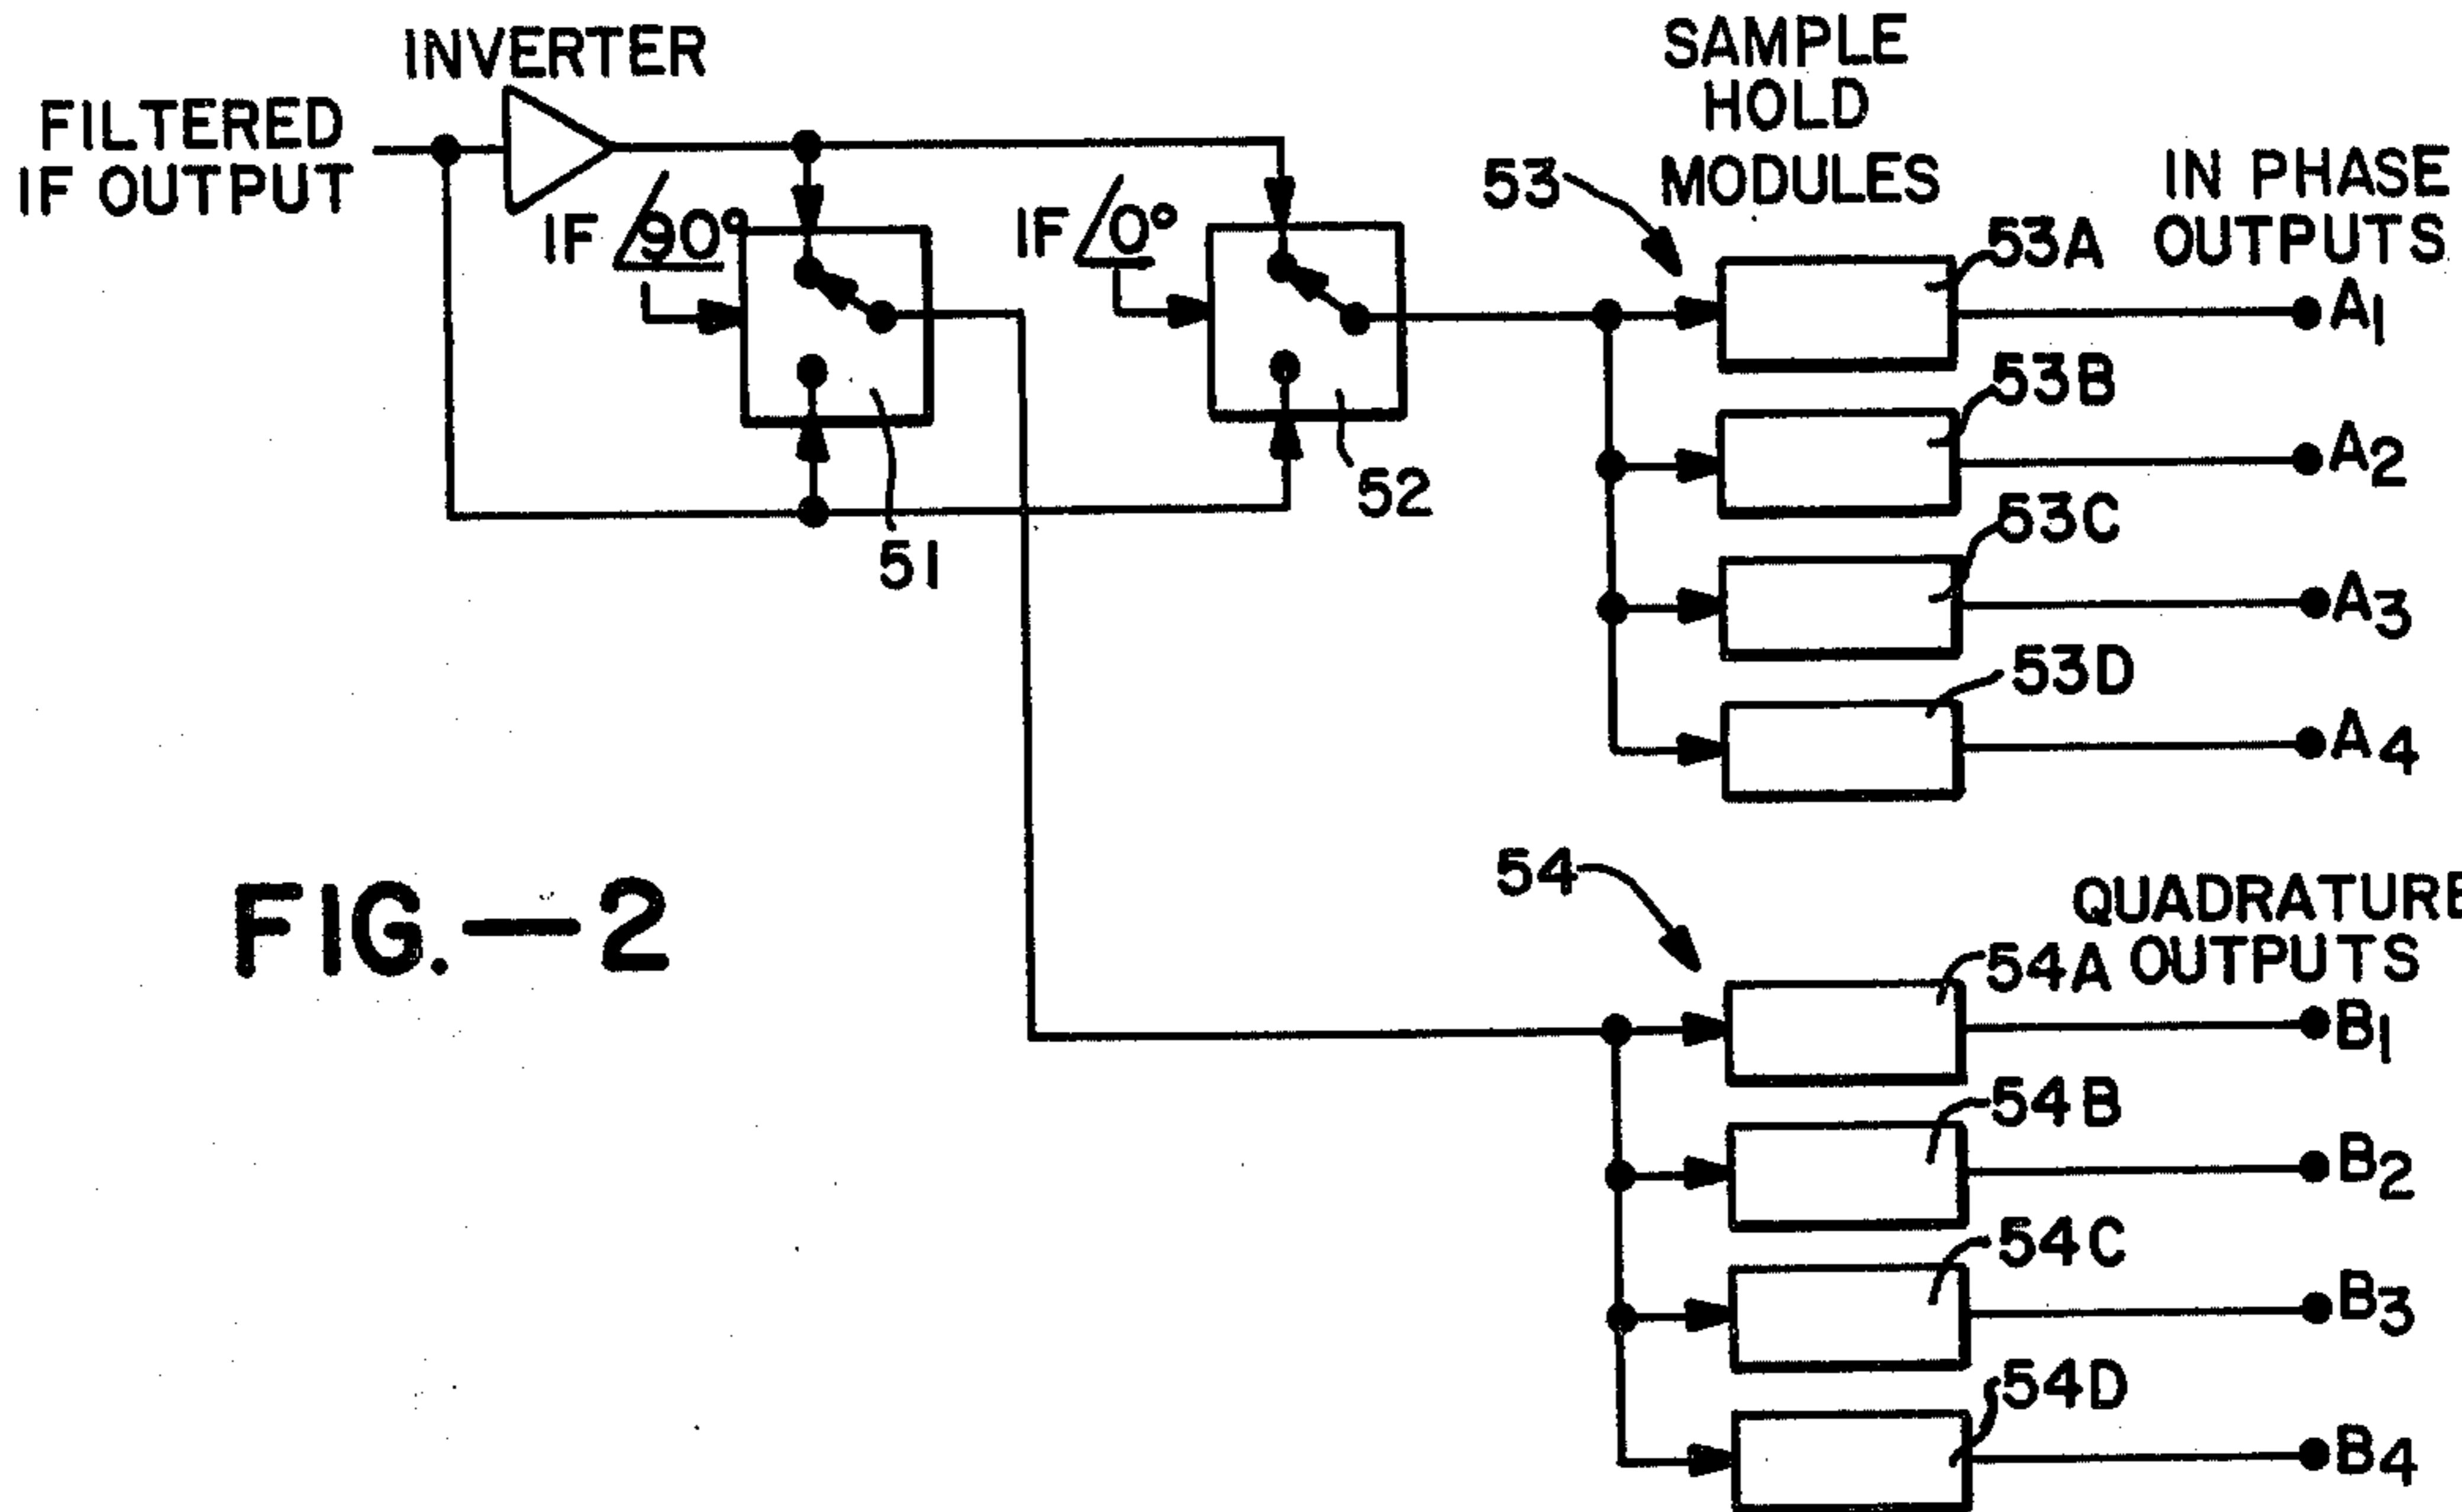 INVERTER
FILTERED
IF OUTPUT
IF /90°
IF /0°
51
52
SAMPLE
HOLD
MODULES
53
IN PHASE
OUTPUTS
53A
A1
53B
A2
53C
A3
53D
A4
FIG.—2
54
QUADRATURE
OUTPUTS
54A
B1
54B
B2
54C
B3
54D
B4